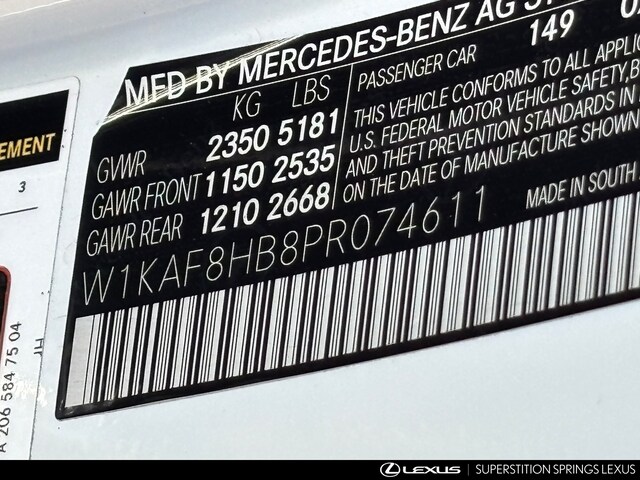 MFD BY MERCEDES-BENZ AG
PASSENGER CAR 149
KG LBS
GVWR 2350 5181
GAWR FRONT 1150 2535
GAWR REAR 1210 2668
THIS VEHICLE CONFORMS TO ALL
U.S. FEDERAL MOTOR VEHICLE SAFETY,
AND THEFT PREVENTION STANDARDS IN
ON THE DATE OF MANUFACTURE SHOWN
MADE IN SOUTH
W1KAF8HB8PR074611
EMENT
3
A 206 584 75 04
LEXUS | SUPERSTITION SPRINGS LEXUS